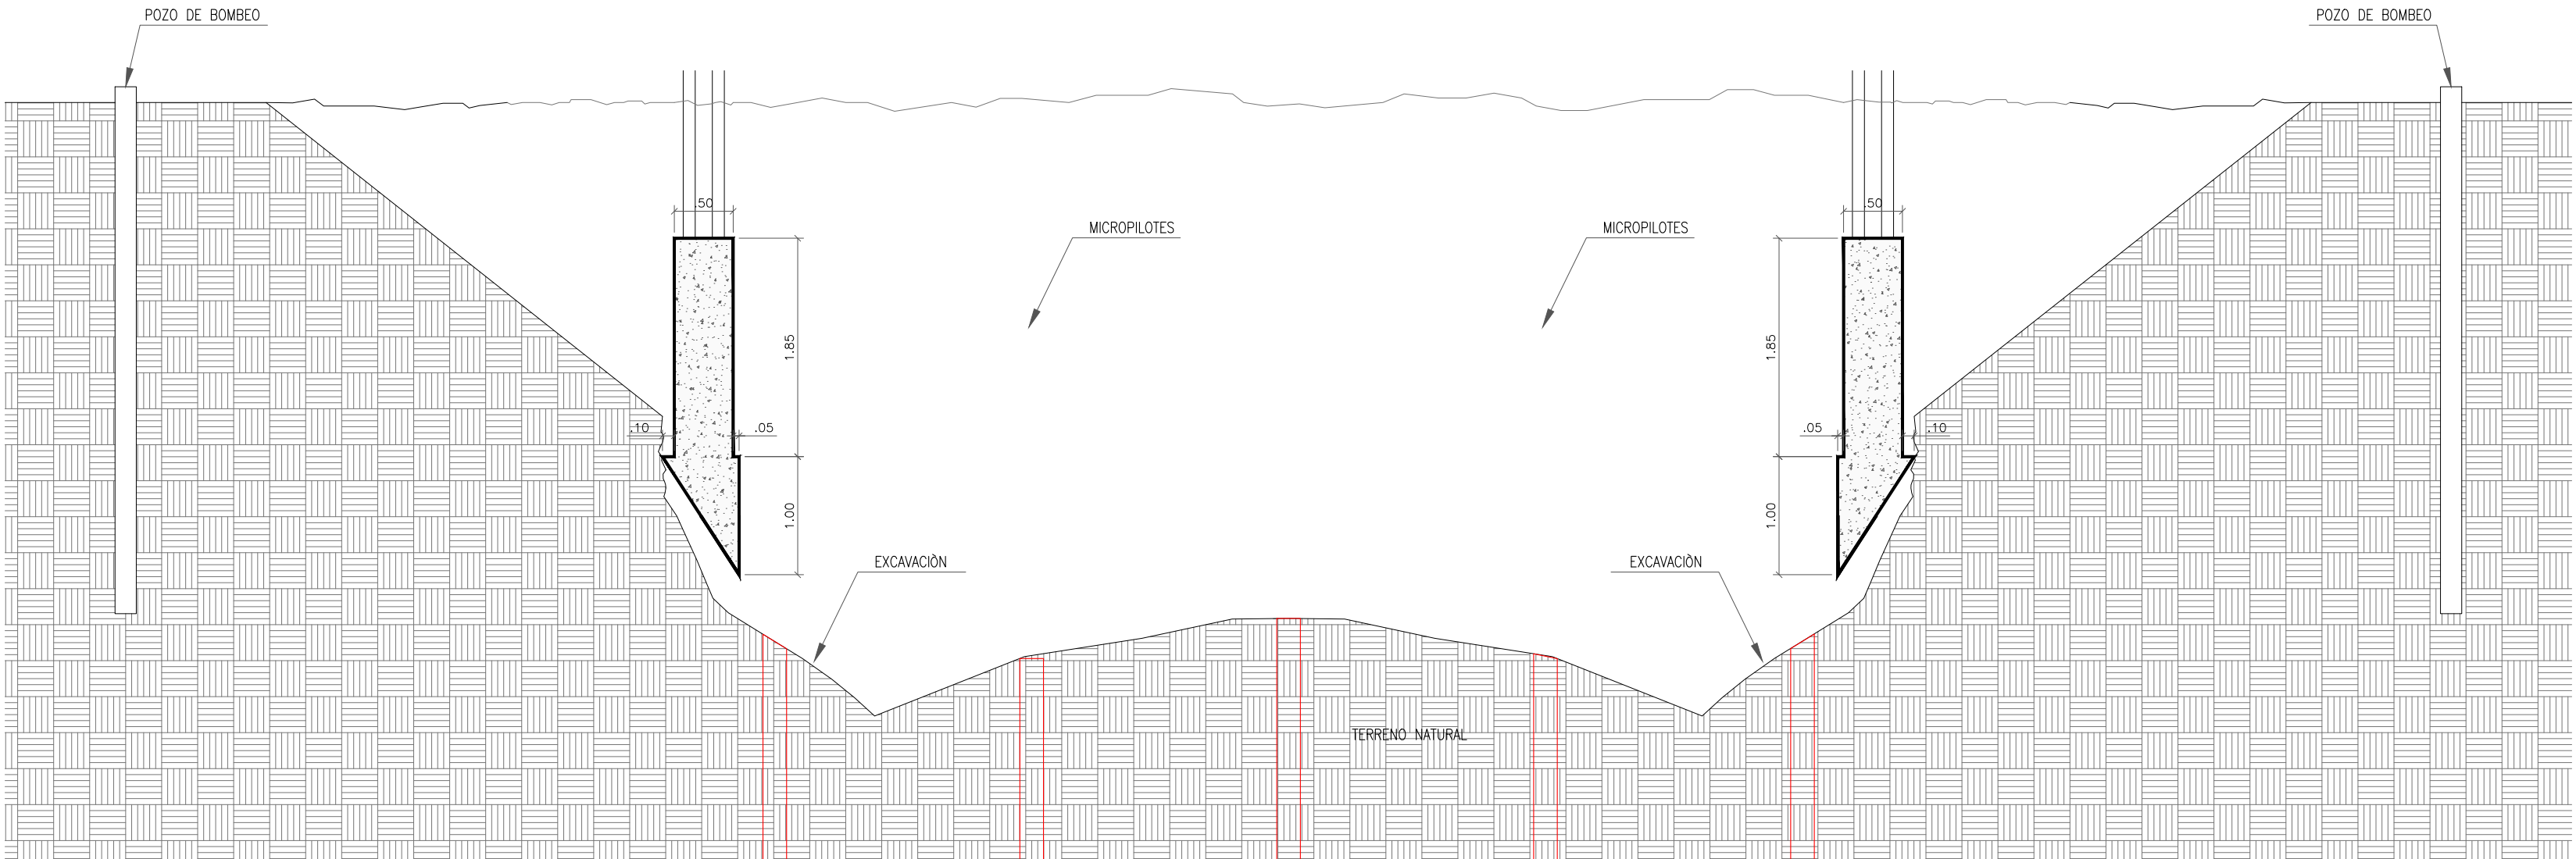 POZO DE BOMBEO
POZO DE BOMBEO
.50
.50
MICROPILOTES
MICROPILOTES
1.85
1.85
.10
.05
.05
.10
1.00
1.00
EXCAVACIÒN
EXCAVACIÒN
TERRENO NATURAL